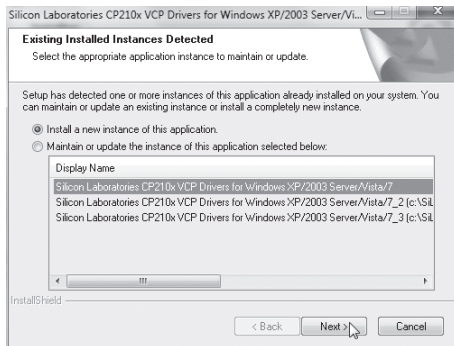 Silicon Laboratories CP210x VCP Drivers for Windows XP/2003 Server/Vi...
Existing Installed Instances Detected
Select the appropriate application instance to maintain or update.
Setup has detected one or more instances of this application already installed on your system. You
can maintain or update an existing instance or install a completely new instance.
Install a new instance of this application.
Maintain or update the instance of this application selected below:
Display Name
Silicon Laboratories CP210x VCP Drivers for Windows XP/2003 Server/Vista/7
Silicon Laboratories CP210x VCP Drivers for Windows XP/2003 Server/Vista/7_2 (c:\SiL
Silicon Laboratories CP210x VCP Drivers for Windows XP/2003 Server/Vista/7_3 (c:\SiL
InstallShield
< Back Next > Cancel